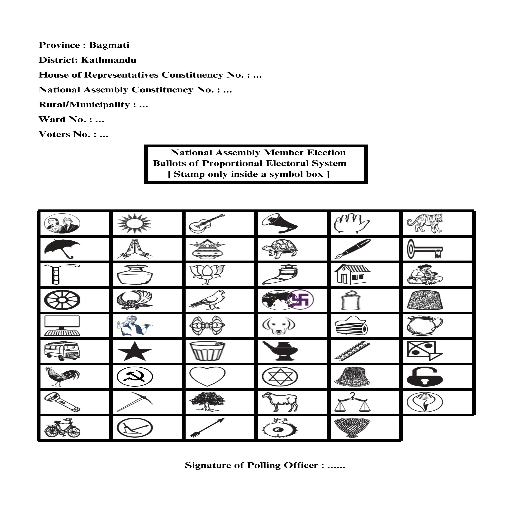 Province : Bagmati
District: Kathmandu
House of Representatives Constituency No. : ...
National Assembly Constituency No. : ...
Rural/Municipality : ...
Ward No. : ...
Voters No. : ...
National Assembly Member Election
Ballots of Proportional Electoral System
[ Stamp only inside a symbol box ]
Signature of Polling Officer : ......